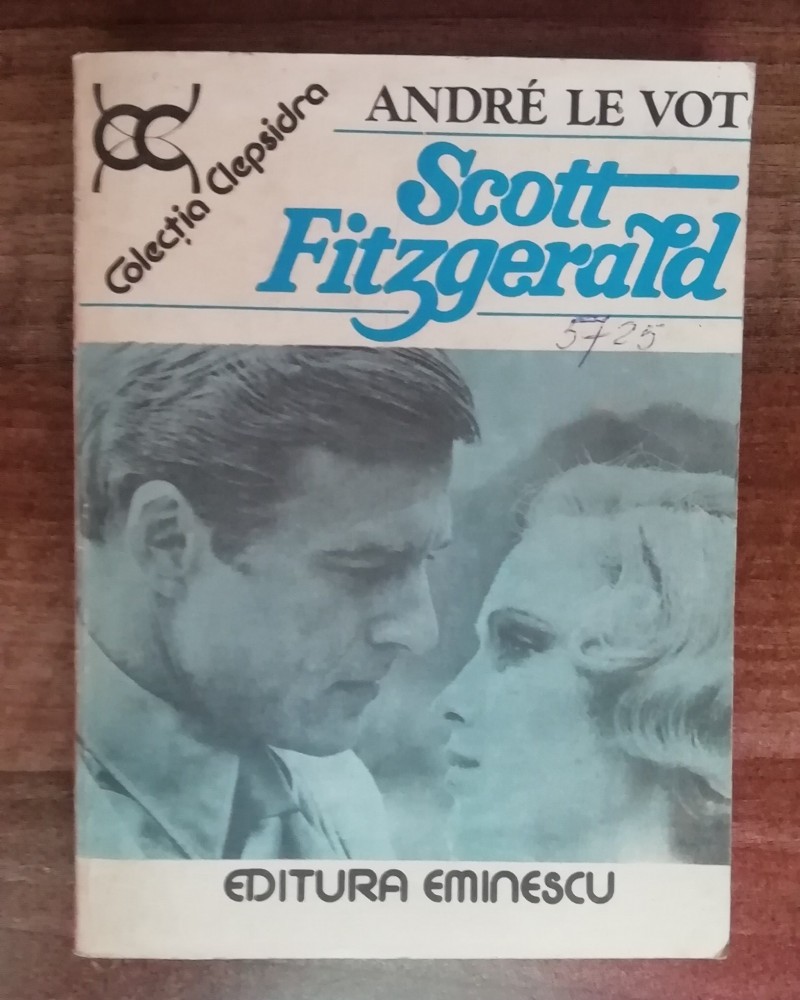 ANDRÉ LE VOT
Colecția Clepsidra
Scott
Fitzgerald
5725
EDITURA EMINESCU